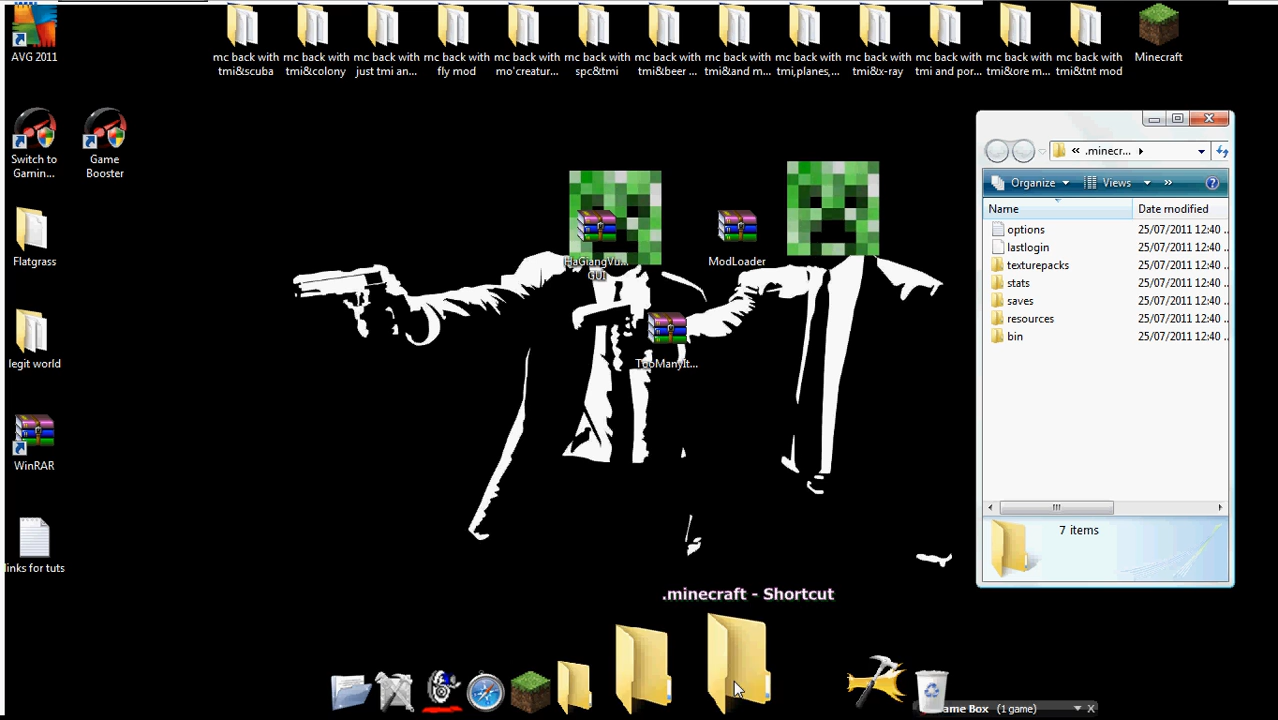 AVG 2011
mc back with
tmi&scuba
mc back with
tmi&colony
mc back with
just tmi an...
mc back with
fly mod
mc back with
mo'creatur...
mc back with
spc&tmi
mc back with
tmi&beer ...
mc back with
tmi&and m...
mc back with
tmi,planes,...
mc back with
tmi&x-ray
mc back with
tmi and por...
mc back with
tmi&ore m...
mc back with
tmi&tnt mod
Minecraft
Switch to
Gamin...
Game
Booster
Flatgrass
legit world
WinRAR
links for tuts
HaGiangVu...
GUI
ModLoader
TooManyIt...
« .minecr...
Organize
Views
»
Name
Date modified
options
25/07/2011 12:40 ..
lastlogin
25/07/2011 12:40 ..
texturepacks
25/07/2011 12:40 ..
stats
25/07/2011 12:40 ..
saves
25/07/2011 12:40 ..
resources
25/07/2011 12:40 ..
bin
25/07/2011 12:40 ..
7 items
.minecraft - Shortcut
ame Box (1 game)